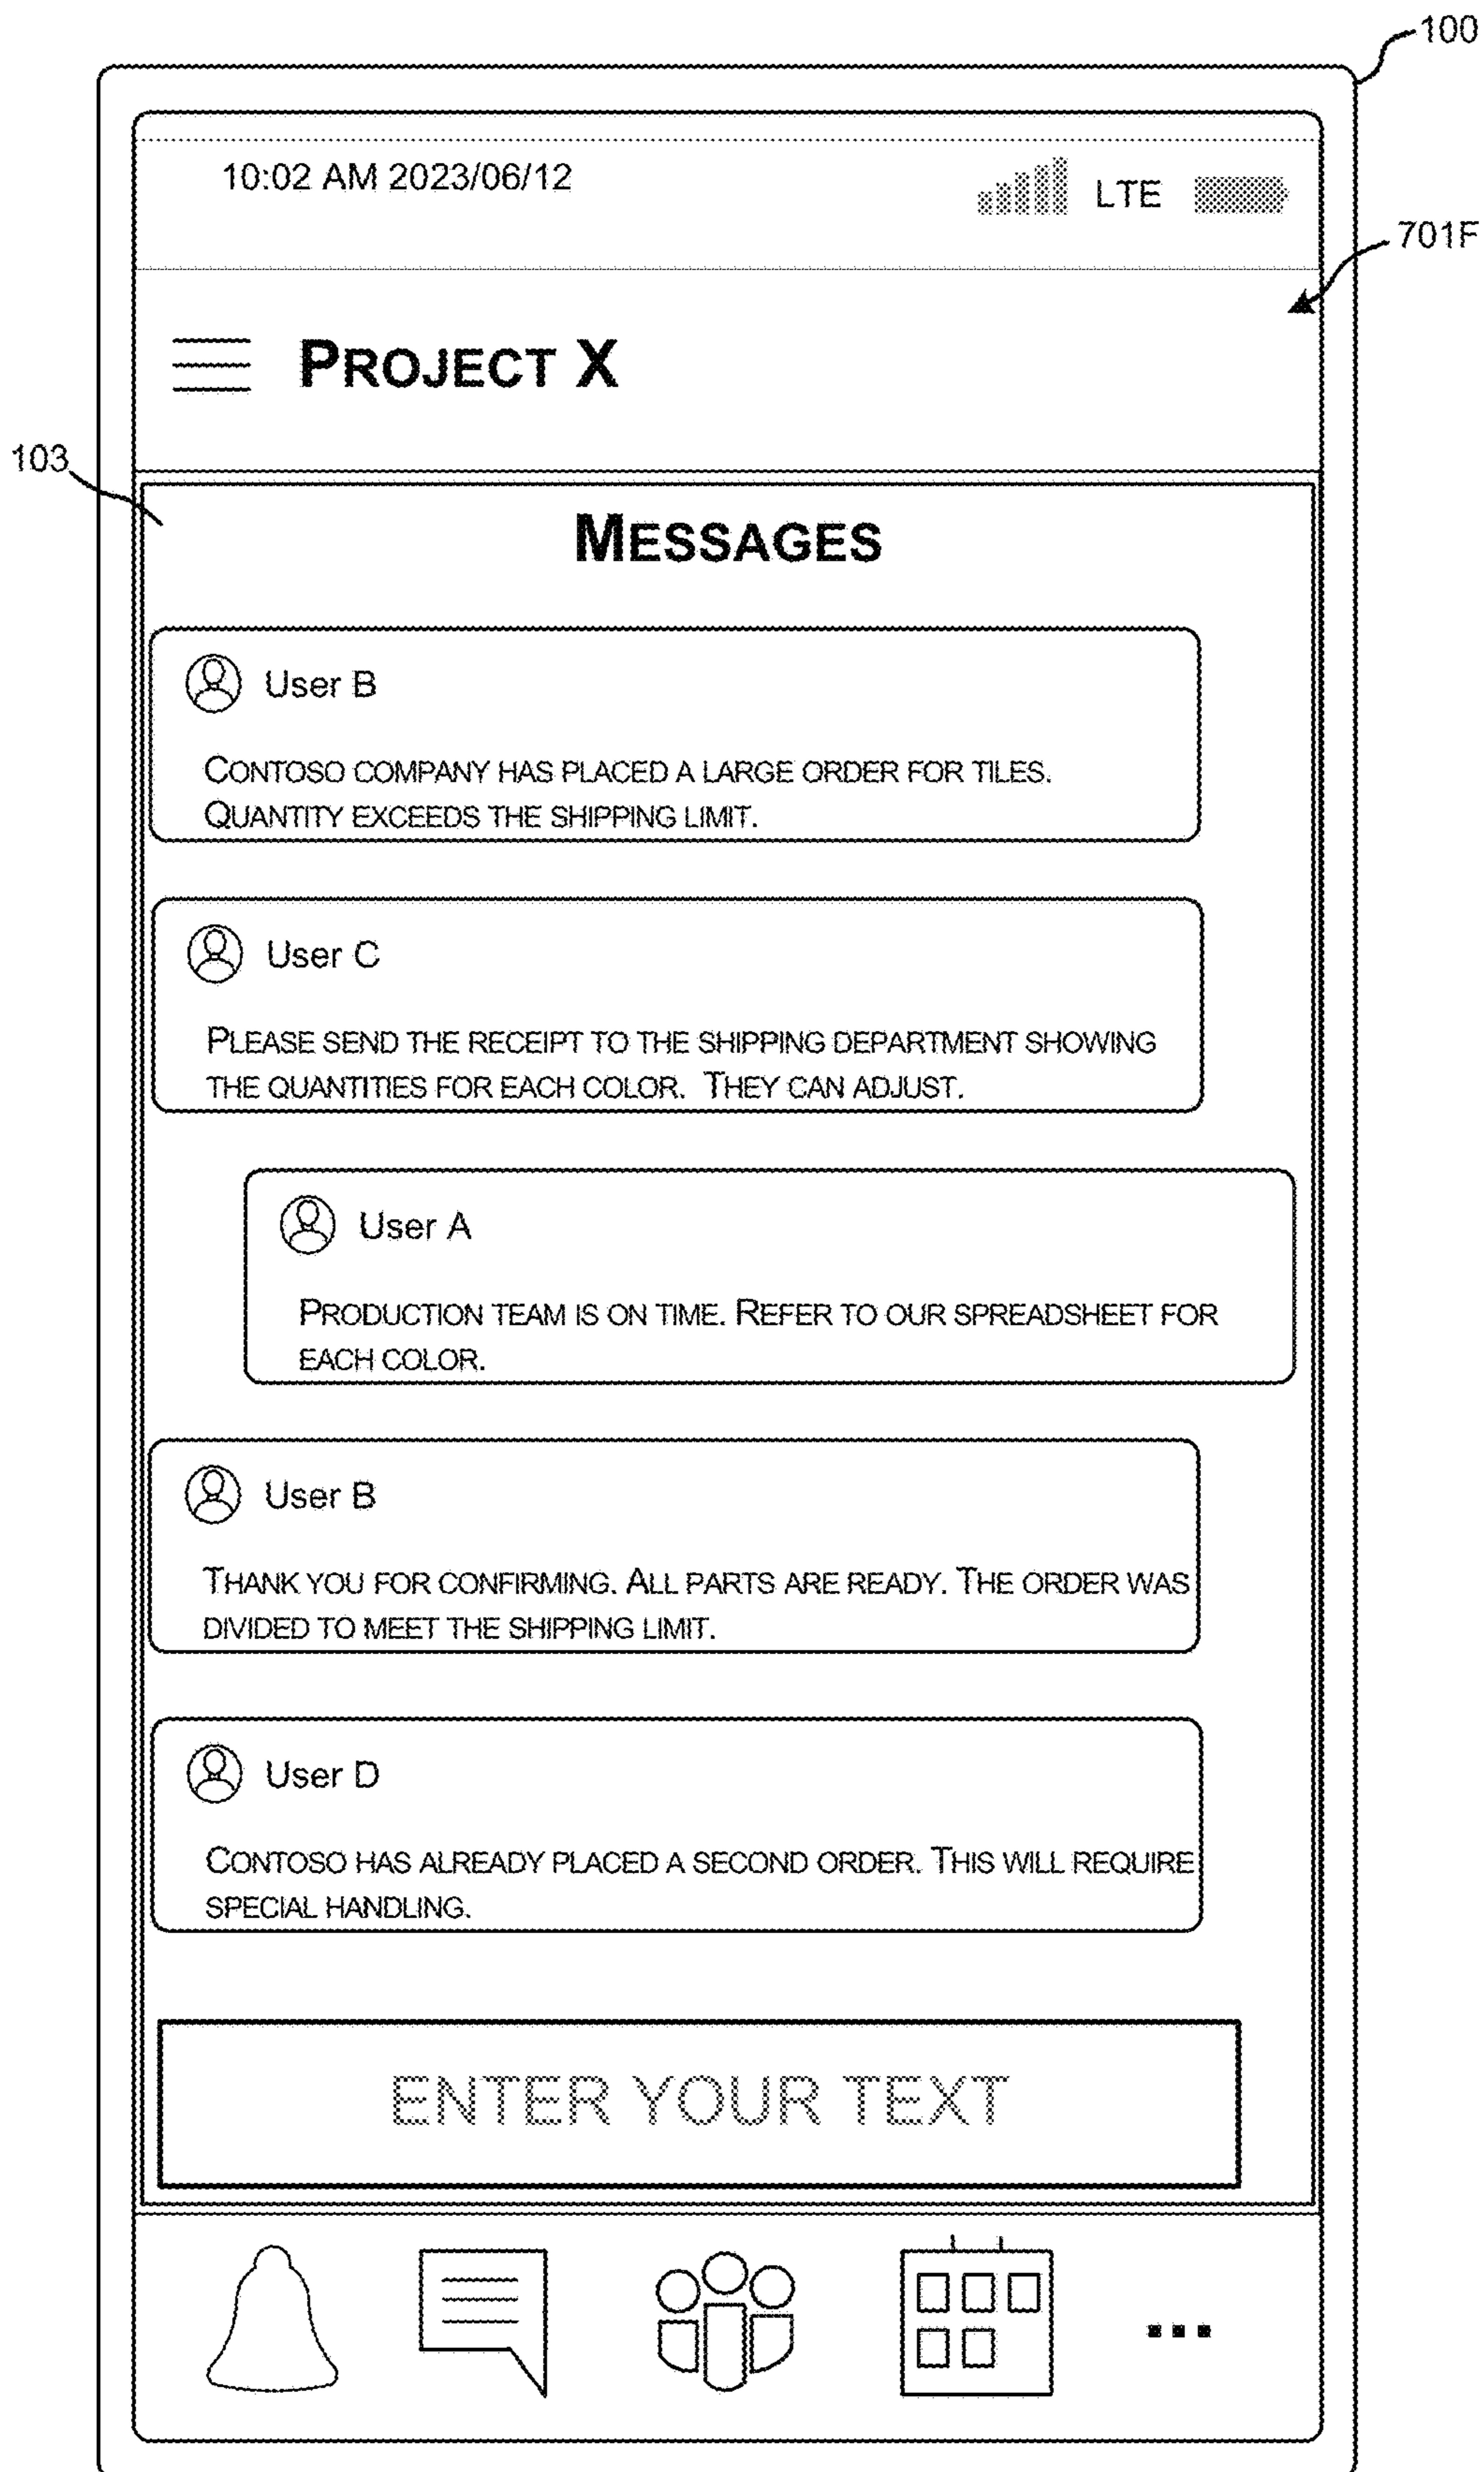 100
10:02 AM 2023/06/12
LTE
701F
PROJECT X
103
MESSAGES
User B
CONTOSO COMPANY HAS PLACED A LARGE ORDER FOR TILES.
QUANTITY EXCEEDS THE SHIPPING LIMIT.
User C
PLEASE SEND THE RECEIPT TO THE SHIPPING DEPARTMENT SHOWING
THE QUANTITIES FOR EACH COLOR. THEY CAN ADJUST.
User A
PRODUCTION TEAM IS ON TIME. REFER TO OUR SPREADSHEET FOR
EACH COLOR.
User B
THANK YOU FOR CONFIRMING. ALL PARTS ARE READY. THE ORDER WAS
DIVIDED TO MEET THE SHIPPING LIMIT.
User D
CONTOSO HAS ALREADY PLACED A SECOND ORDER. THIS WILL REQUIRE
SPECIAL HANDLING.
ENTER YOUR TEXT